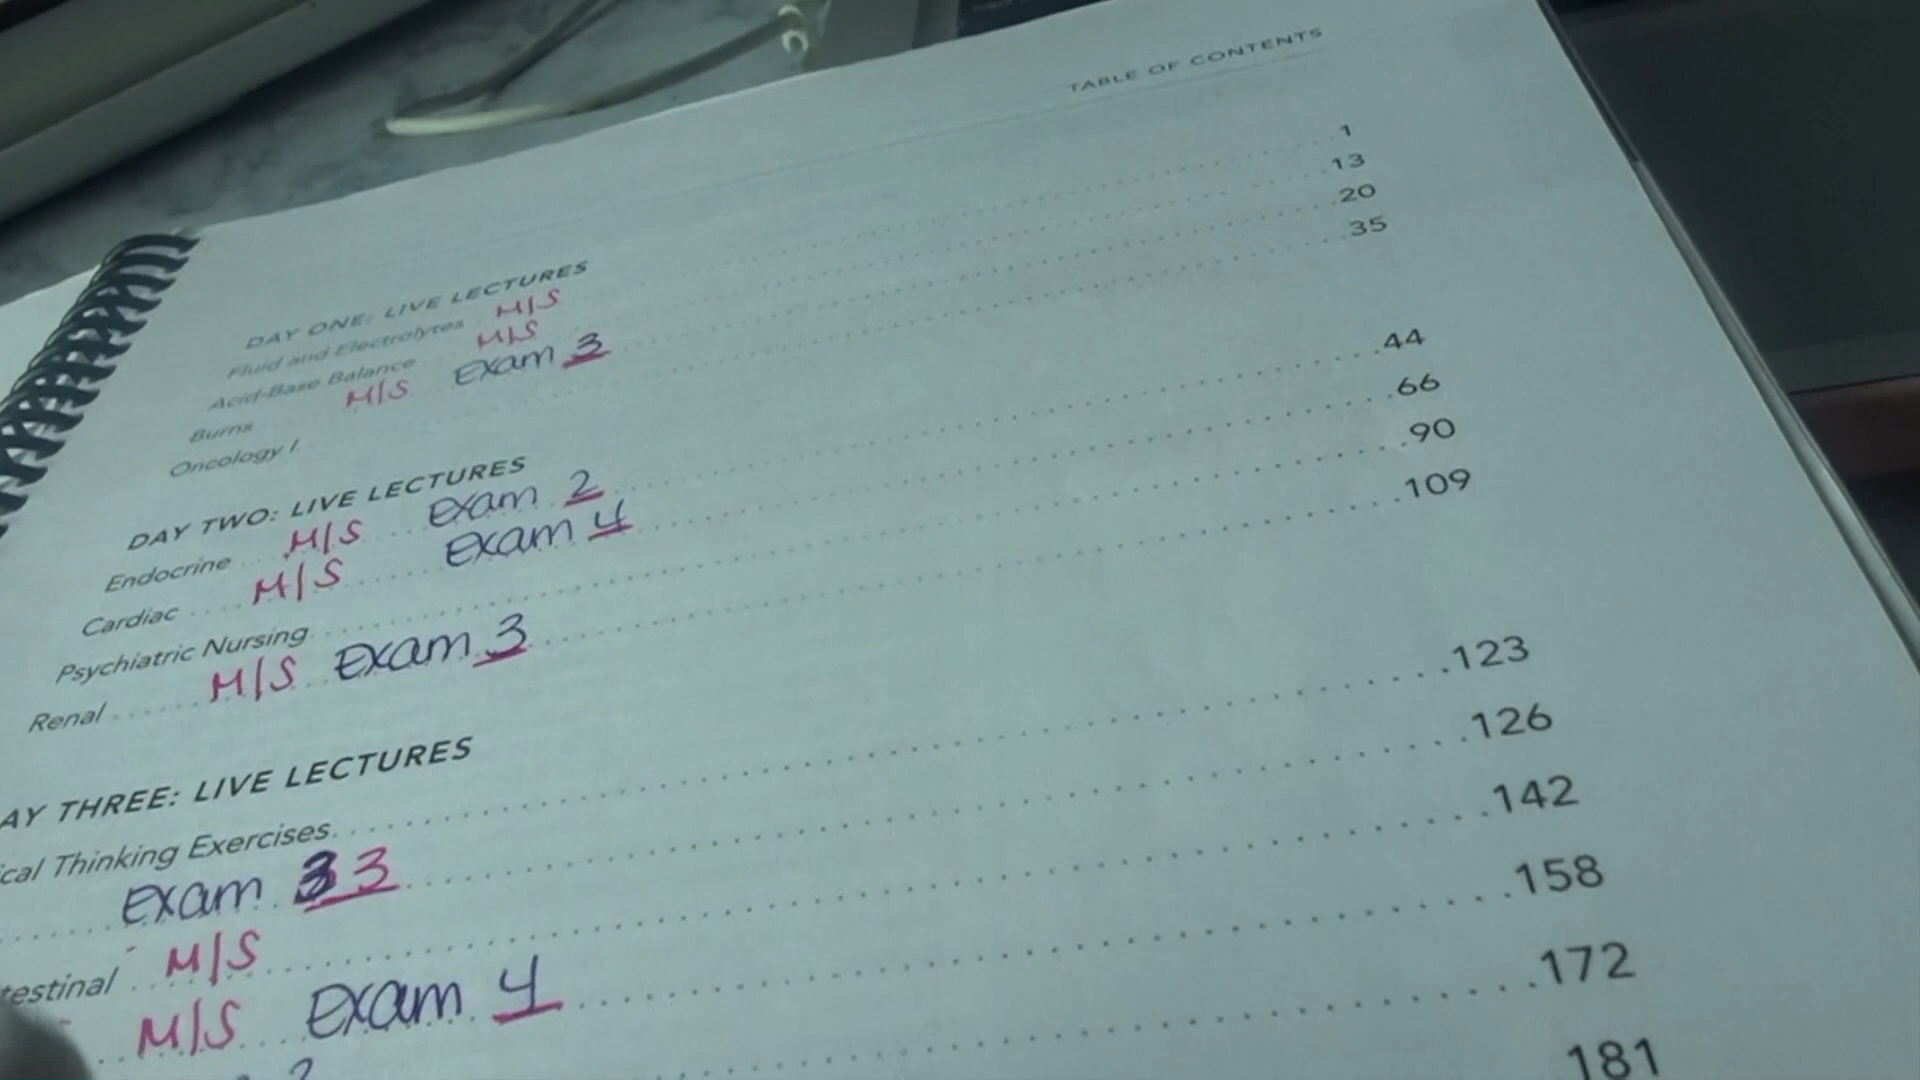 TABLE OF CONTENTS
DAY ONE: LIVE LECTURES
Fluid and Electrolytes M/S 1
Acid-Base Balance M/S 13
Burns M/S Exam 3 20
Oncology I 35
DAY TWO: LIVE LECTURES
Endocrine M/S Exam 2 44
Cardiac M/S Exam 4 66
Psychiatric Nursing 90
Renal M/S Exam 3 109
AY THREE: LIVE LECTURES
ical Thinking Exercises 123
Exam 3 3 126
testinal M/S 142
M/S Exam 4 158
172
181